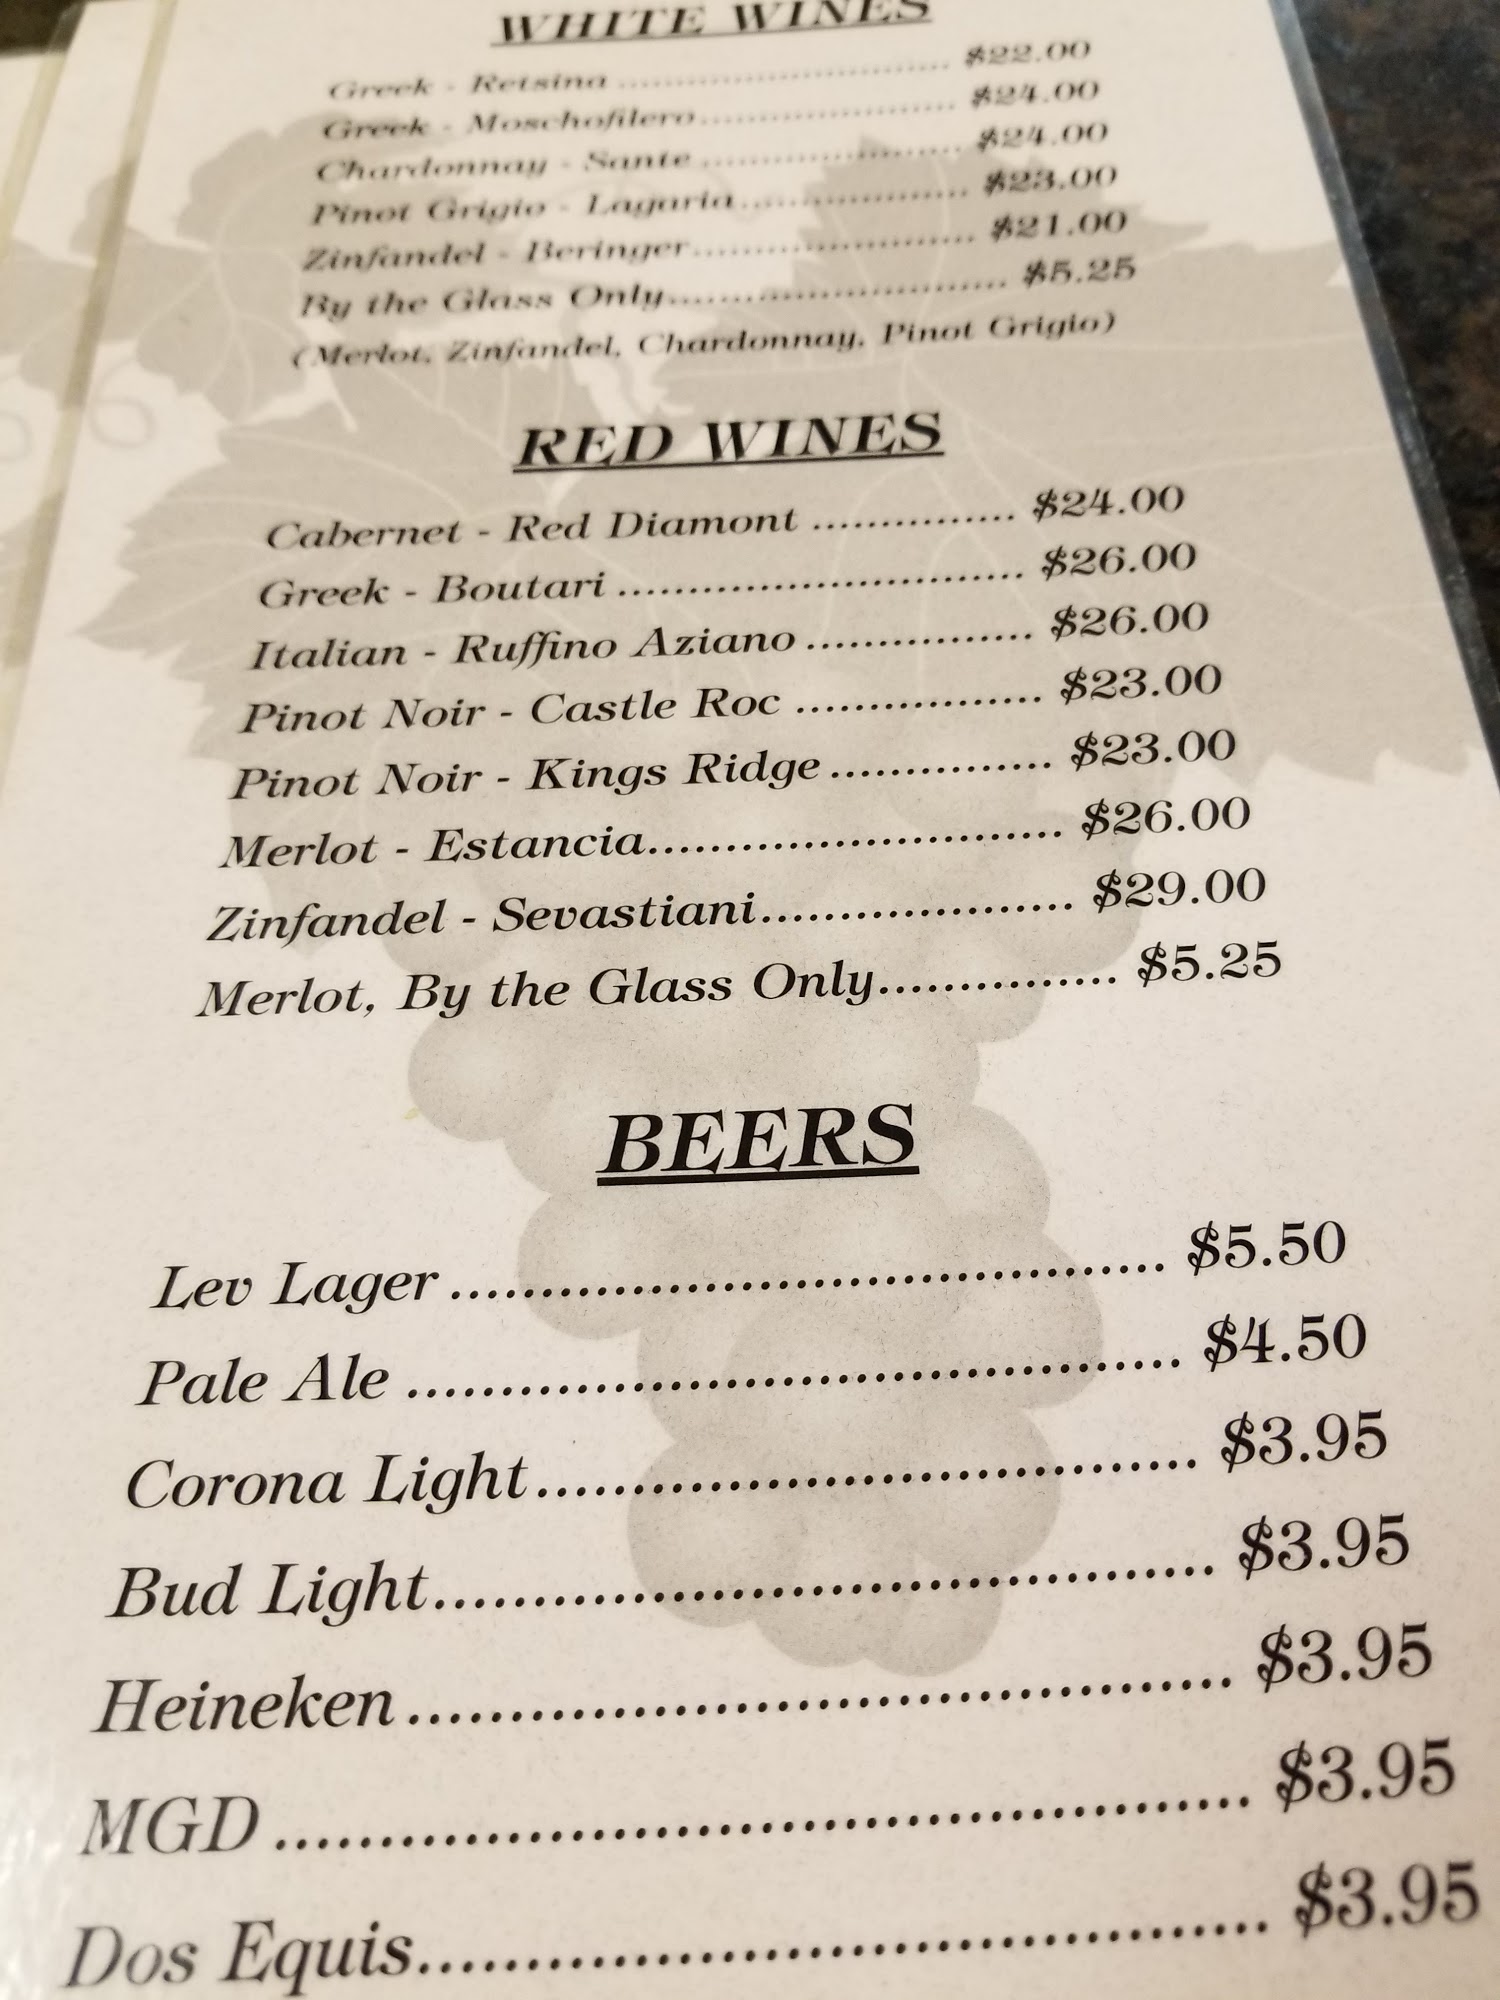 WHITE WINES
Greek - Retsina ............................ $22.00
Greek - Moschofilero............................ $24.00
Chardonnay - Sante ............................ $24.00
Pinot Grigio - Lagaria........................ $23.00
Zinfandel - Beringer............................ $21.00
By the Glass Only................................ $5.25
(Merlot, Zinfandel, Chardonnay, Pinot Grigio)
RED WINES
Cabernet - Red Diamont ............... $24.00
Greek - Boutari ............................ $26.00
Italian - Ruffino Aziano ................ $26.00
Pinot Noir - Castle Roc ................. $23.00
Pinot Noir - Kings Ridge ............... $23.00
Merlot - Estancia............................ $26.00
Zinfandel - Sevastiani.................... $29.00
Merlot, By the Glass Only............... $5.25
BEERS
Lev Lager .......................................... $5.50
Pale Ale ............................................. $4.50
Corona Light....................................... $3.95
Bud Light............................................. $3.95
Heineken ............................................... $3.95
MGD ...................................................... $3.95
Dos Equis................................................ $3.95